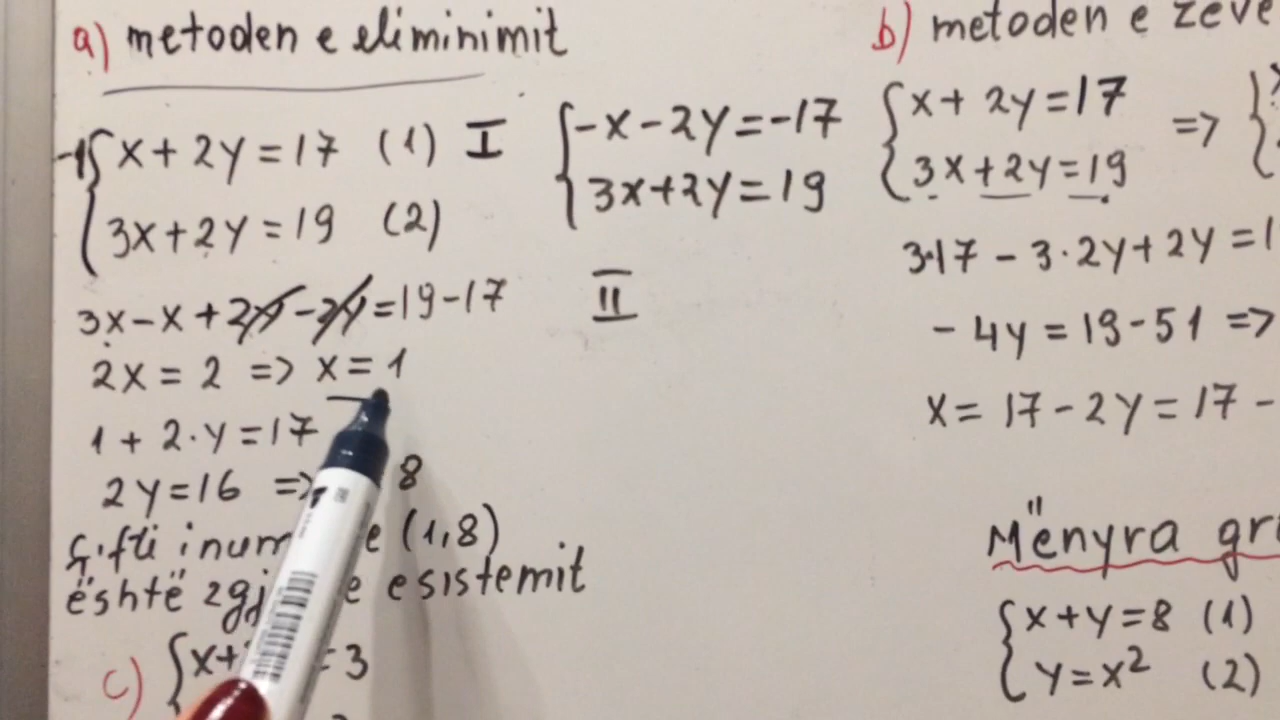 a) metoden e eliminimit
-1 { x + 2y = 17 (1) I
3x + 2y = 19 (2)
{ -x - 2y = -17
3x + 2y = 19
3x - x + 2y - 2y = 19 - 17 II
2x = 2 => x = 1
1 + 2·y = 17
2y = 16 => 8
çifti i e (1,8)
është e sistemit
c) { x+ = 3
b) metoden e
{ x + 2y = 17 =>
3x + 2y = 19
3·17 - 3·2y + 2y = 1
- 4y = 19 - 51 =>
x = 17 - 2y = 17 -
Mënyra
{ x + y = 8 (1)
y = x² (2)